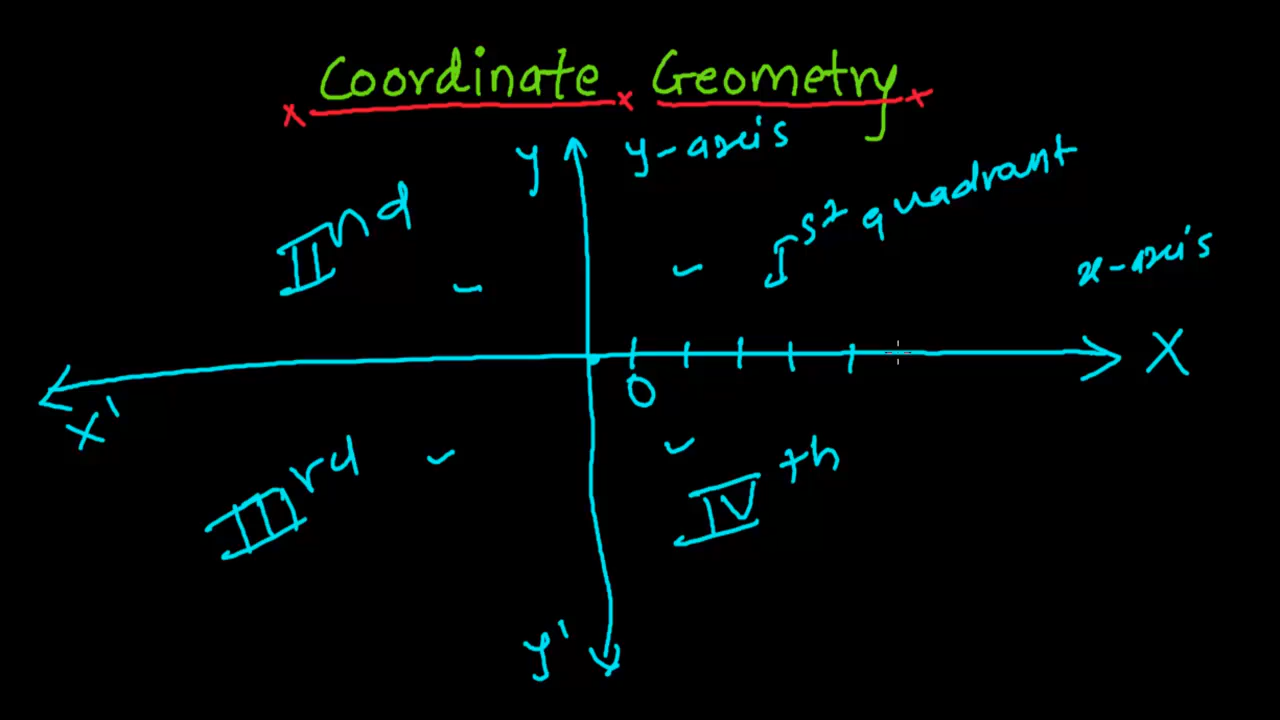 Coordinate Geometry
y y-axis
IInd
Ist quadrant
x-axis
X
O
X'
IIIrd
IVth
y'